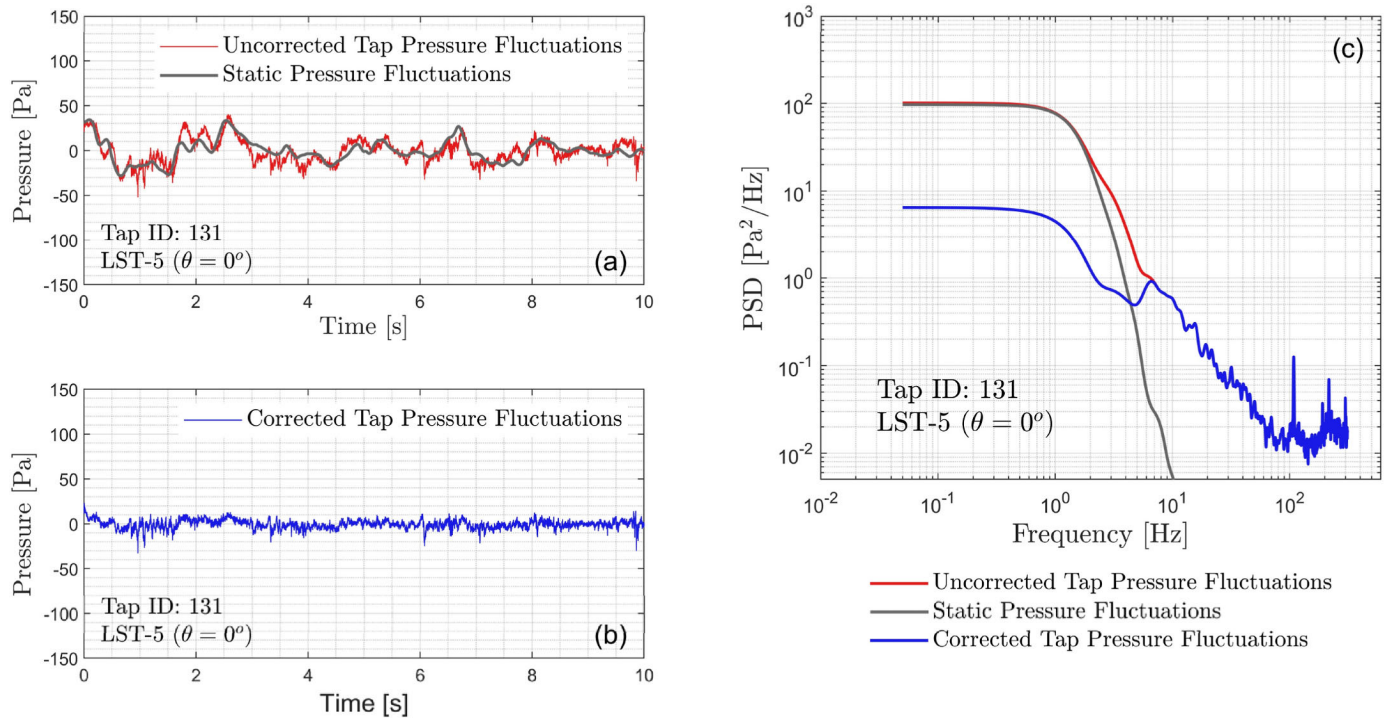 150
100
50
0
-50
-100
-150
Pressure [Pa]
Uncorrected Tap Pressure Fluctuations
Static Pressure Fluctuations
Tap ID: 131
LST-5 (θ = 0°)
(a)
0 2 4 6 8 10
Time [s]
150
100
50
0
-50
-100
-150
Pressure [Pa]
Corrected Tap Pressure Fluctuations
Tap ID: 131
LST-5 (θ = 0°)
(b)
0 2 4 6 8 10
Time [s]
10³
10²
10¹
10⁰
10⁻¹
10⁻²
PSD [Pa²/Hz]
(c)
Tap ID: 131
LST-5 (θ = 0°)
10⁻² 10⁻¹ 10⁰ 10¹ 10²
Frequency [Hz]
Uncorrected Tap Pressure Fluctuations
Static Pressure Fluctuations
Corrected Tap Pressure Fluctuations